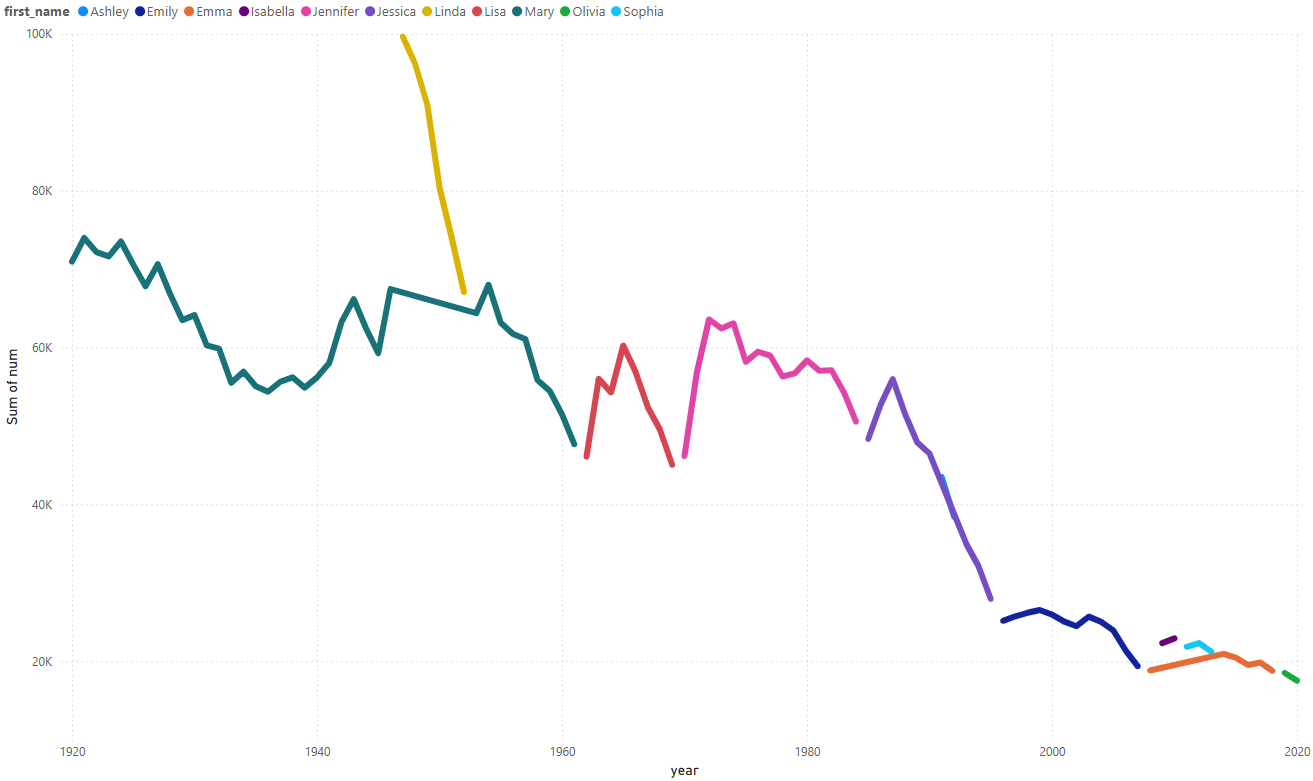 first_name Ashley Emily Emma Isabella Jennifer Jessica Linda Lisa Mary Olivia Sophia
100K
80K
60K
40K
20K
Sum of num
1920 1940 1960 1980 2000 2020
year